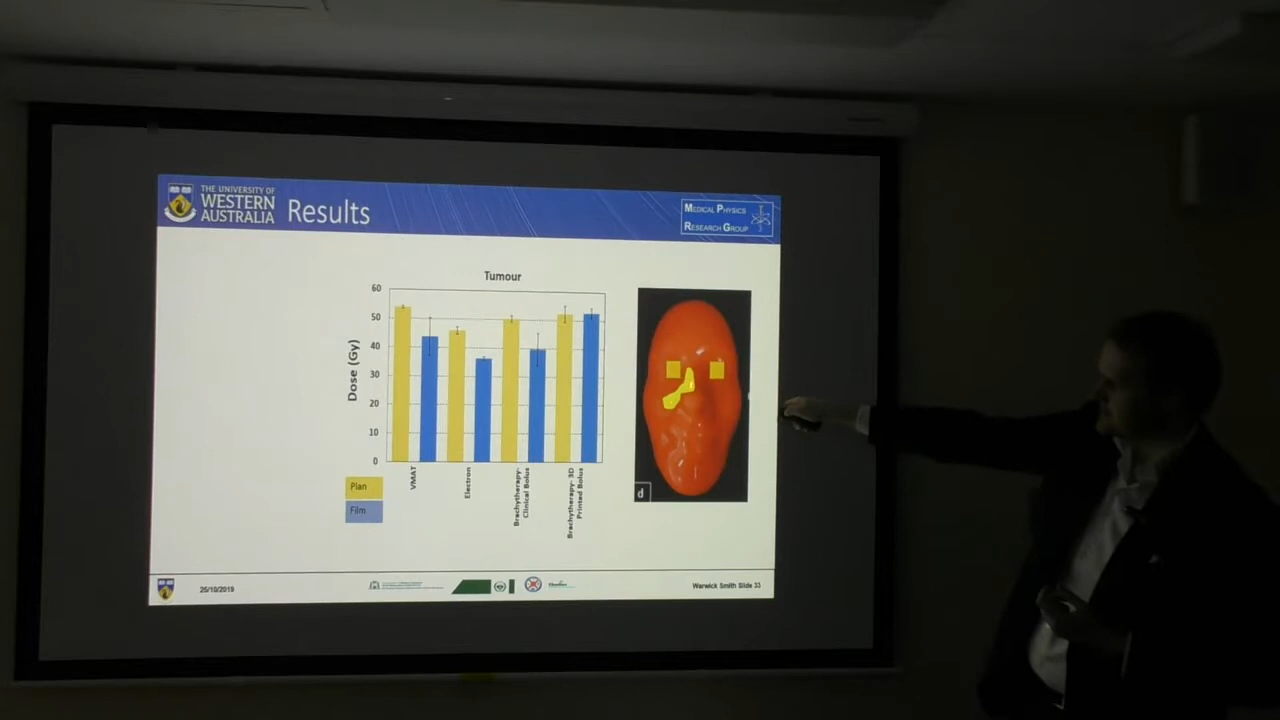 THE UNIVERSITY OF
WESTERN
AUSTRALIA
Results
MEDICAL PHYSICS
RESEARCH GROUP
Tumour
Dose (Gy)
60
50
40
30
20
10
0
VMAT
Electron
Brachytherapy-
Clinical Bolus
Brachytherapy- 3D
Printed Bolus
Plan
Film
d
25/10/2019
Warwick Smith Slide 33